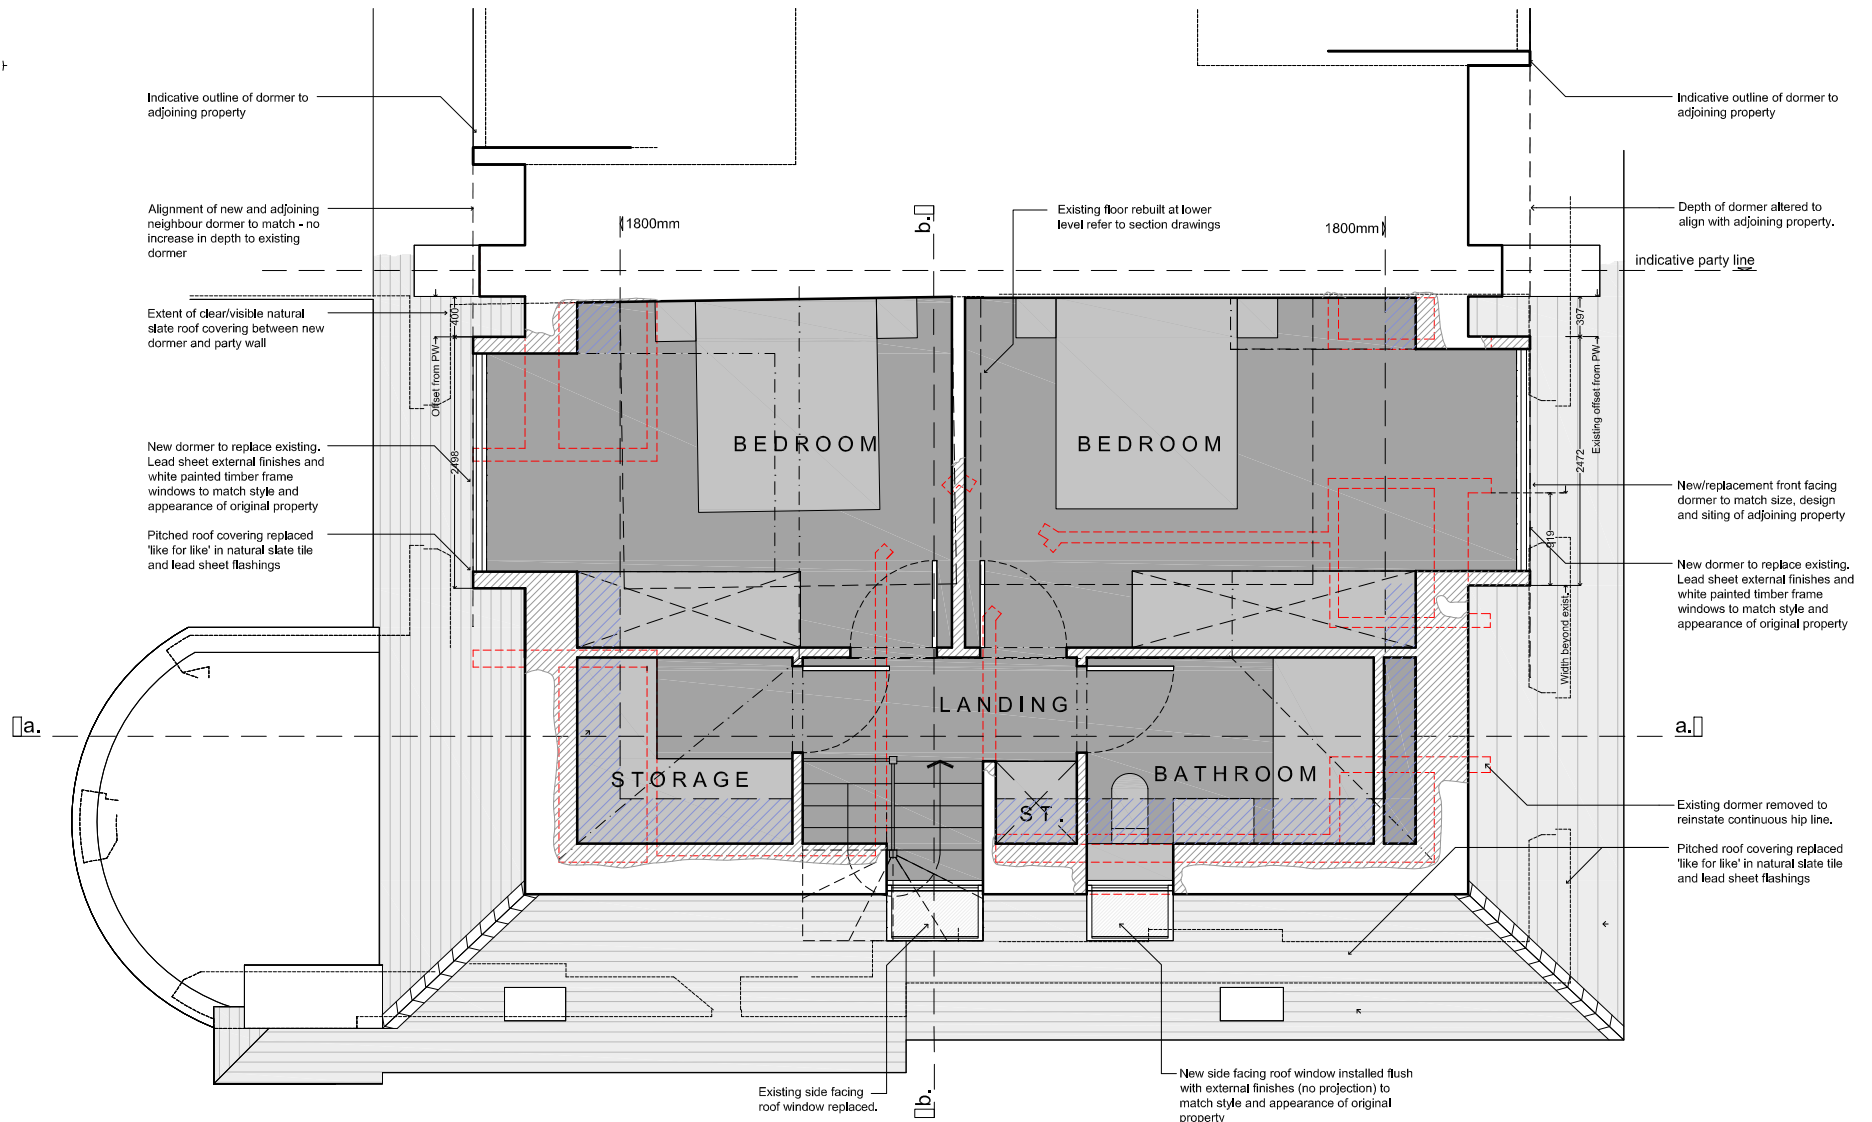 Indicative outline of dormer to
adjoining property
Alignment of new and adjoining
neighbour dormer to match - no
increase in depth to existing
dormer
Extent of clear/visible natural
slate roof covering between new
dormer and party wall
New dormer to replace existing.
Lead sheet external finishes and
white painted timber frame
windows to match style and
appearance of original property
Pitched roof covering replaced
'like for like' in natural slate tile
and lead sheet flashings
1800mm
b.
Existing floor rebuilt at lower
level refer to section drawings
1800mm
Indicative outline of dormer to
adjoining property
Depth of dormer altered to
align with adjoining property.
indicative party line
400
Offset from PW
2498
397
Existing offset from PW
2472
919
Width beyond exist.
BEDROOM
BEDROOM
New/replacement front facing
dormer to match size, design
and siting of adjoining property
New dormer to replace existing.
Lead sheet external finishes and
white painted timber frame
windows to match style and
appearance of original property
LANDING
a.
a.
STORAGE
ST.
BATHROOM
Existing dormer removed to
reinstate continuous hip line.
Pitched roof covering replaced
'like for like' in natural slate tile
and lead sheet flashings
Existing side facing
roof window replaced.
b.
New side facing roof window installed flush
with external finishes (no projection) to
match style and appearance of original
property